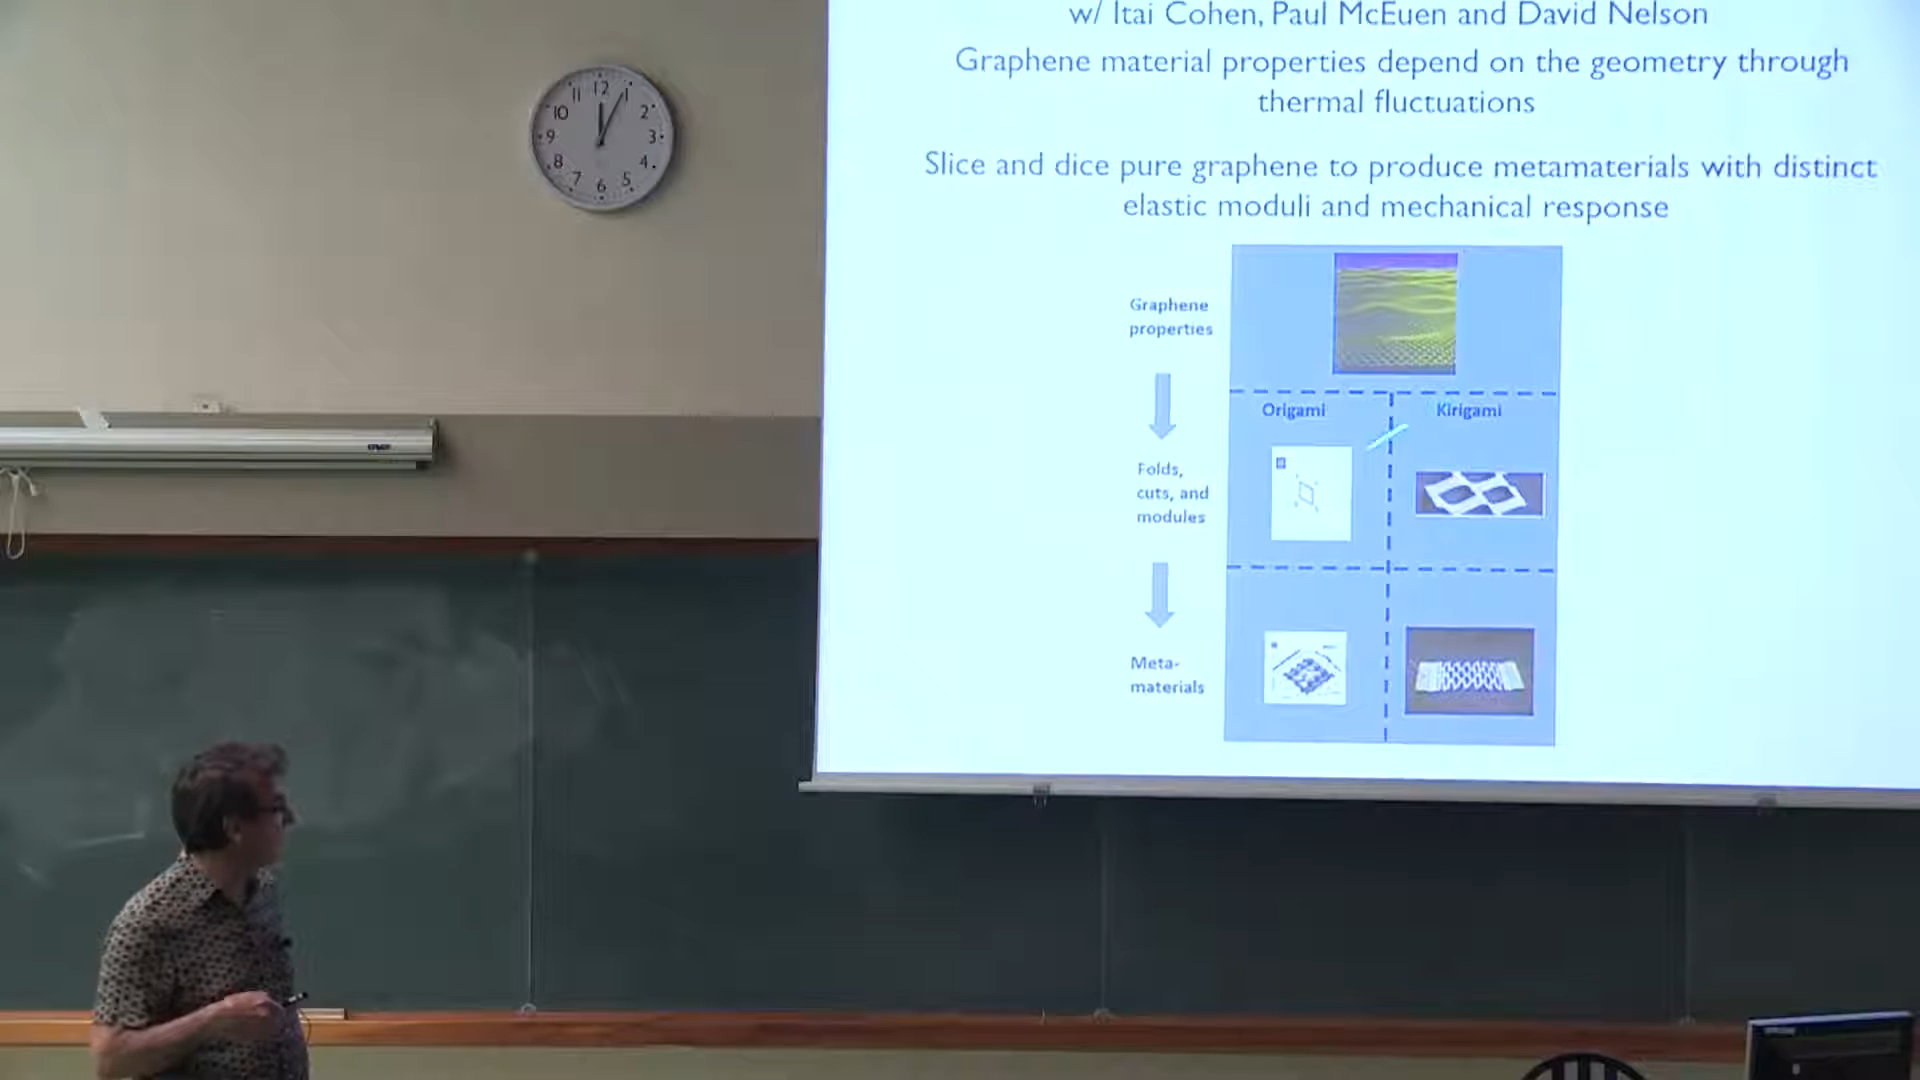 w/ Itai Cohen, Paul McEuen and David Nelson
Graphene material properties depend on the geometry through
thermal fluctuations
Slice and dice pure graphene to produce metamaterials with distinct
elastic moduli and mechanical response
Graphene
properties
Origami
Kirigami
Folds,
cuts, and
modules
Meta-
materials
12
1
2
3
4
5
6
7
8
9
10
11